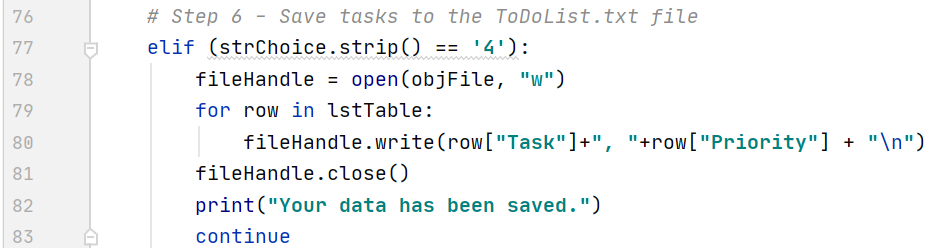 76 # Step 6 - Save tasks to the ToDoList.txt file
77 elif (strChoice.strip() == '4'):
78 fileHandle = open(objFile, "w")
79 for row in lstTable:
80 fileHandle.write(row["Task"]+", "+row["Priority"] + "\n")
81 fileHandle.close()
82 print("Your data has been saved.")
83 continue